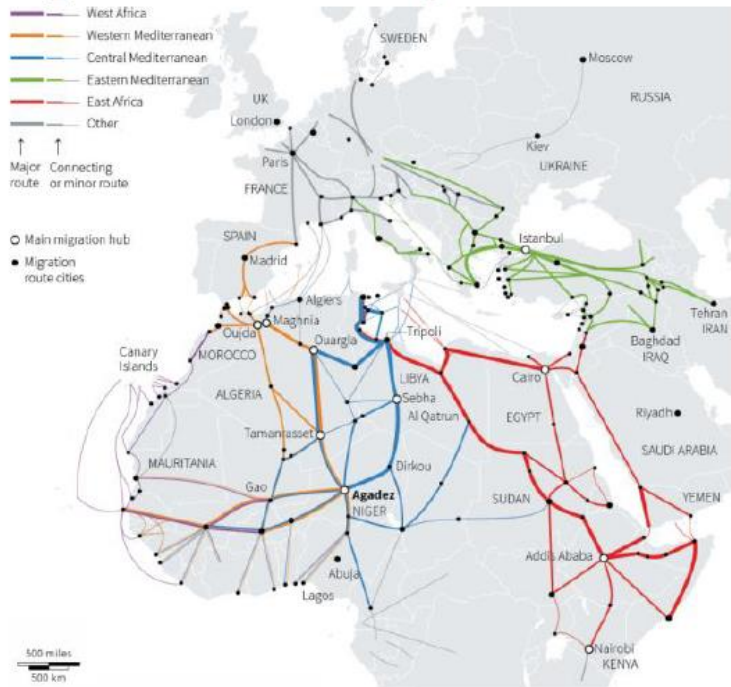 West Africa
Western Mediterranean
Central Mediterranean
Eastern Mediterranean
East Africa
Other
Major route
Connecting or minor route
Main migration hub
Migration route cities
SWEDEN
Moscow
UK
London
RUSSIA
Kiev
UKRAINE
Paris
FRANCE
SPAIN
Madrid
Istanbul
Algiers
Maghnia
Oujda
Ouargla
Tripoli
Tehran
IRAN
Baghdad
IRAQ
Canary Islands
MOROCCO
LIBYA
Cairo
ALGERIA
Sebha
Al Qatrun
EGYPT
Riyadh
Tamanrasset
SAUDI ARABIA
MAURITANIA
Gao
Dirkou
Agadez
NIGER
SUDAN
YEMEN
Abuja
Lagos
Addis Ababa
Nairobi
KENYA
500 miles
500 km